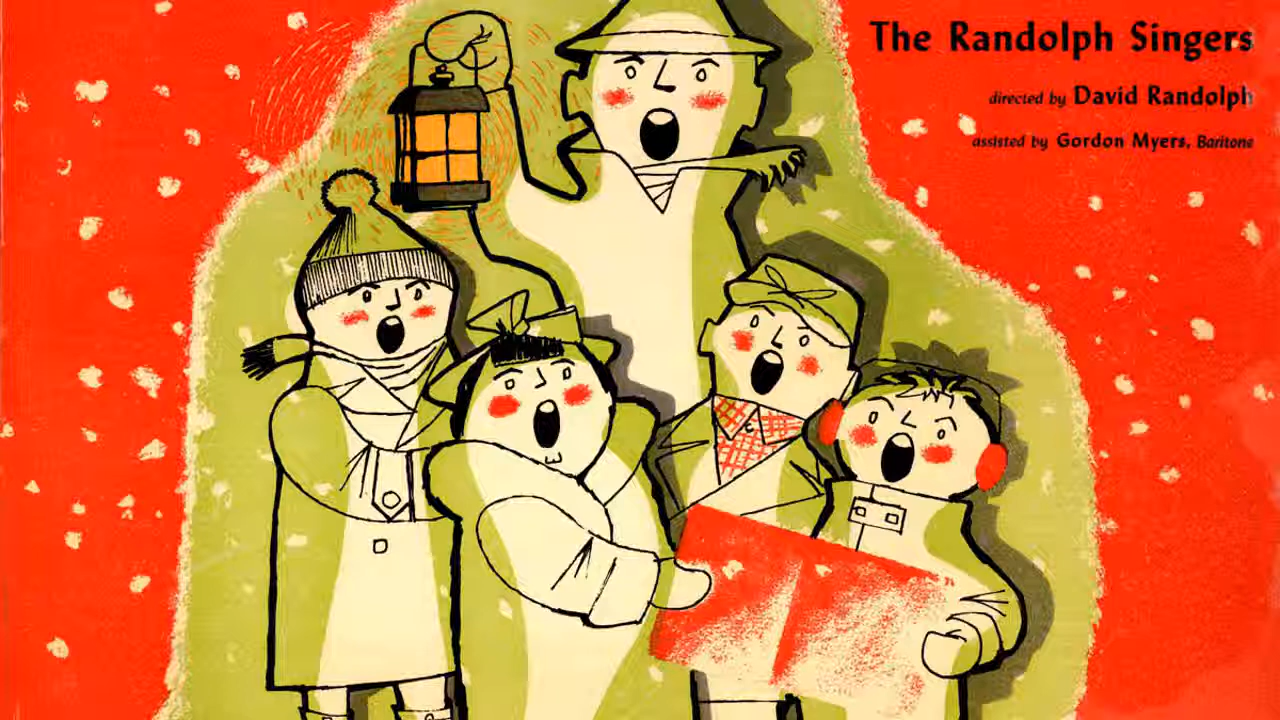 The Randolph Singers
directed by David Randolph
assisted by Gordon Myers, Baritone